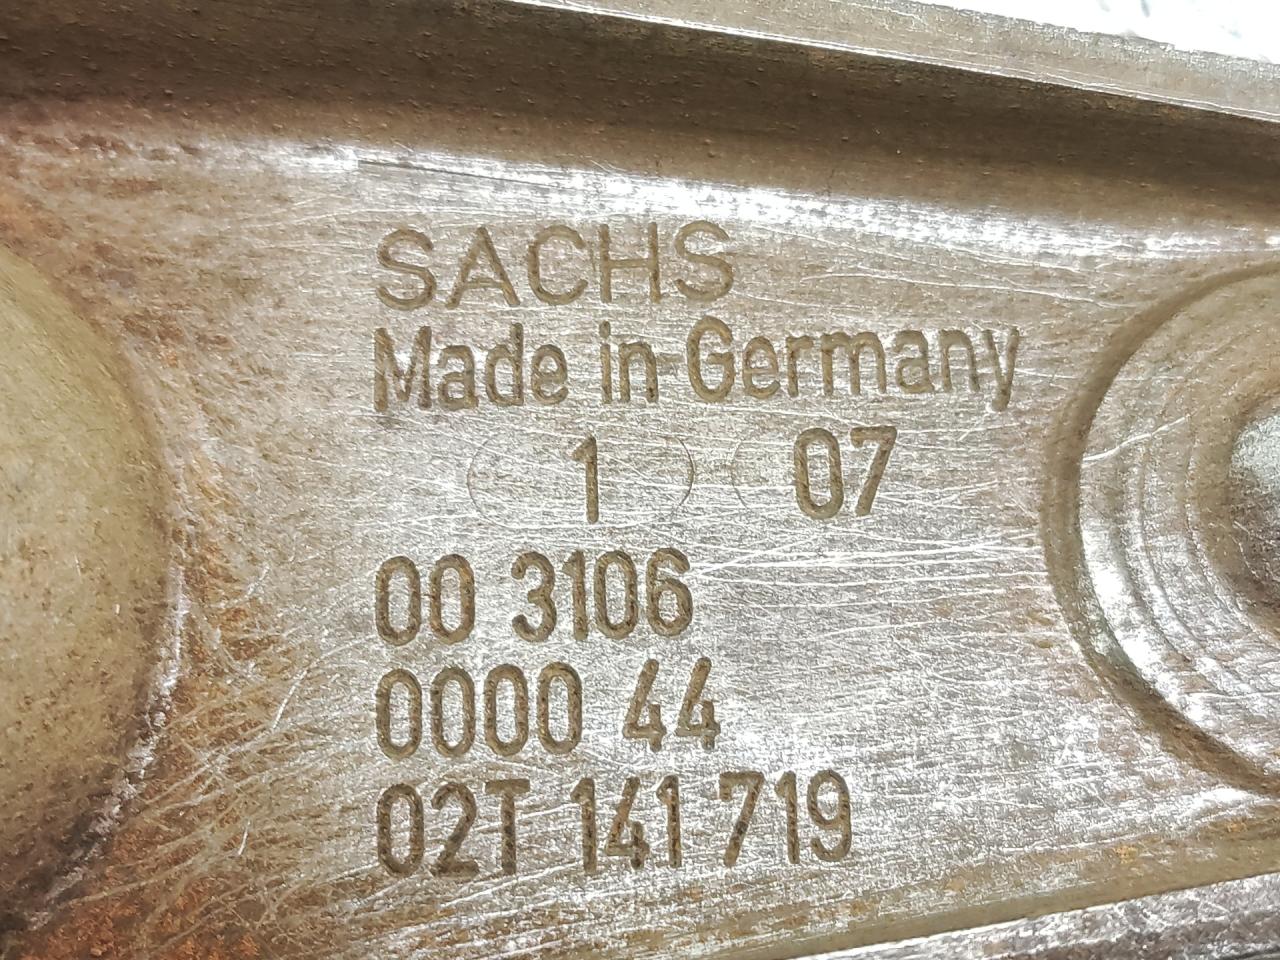 SACHS
Made in Germany
1 07
00 3106
0000 44
02T 141 719